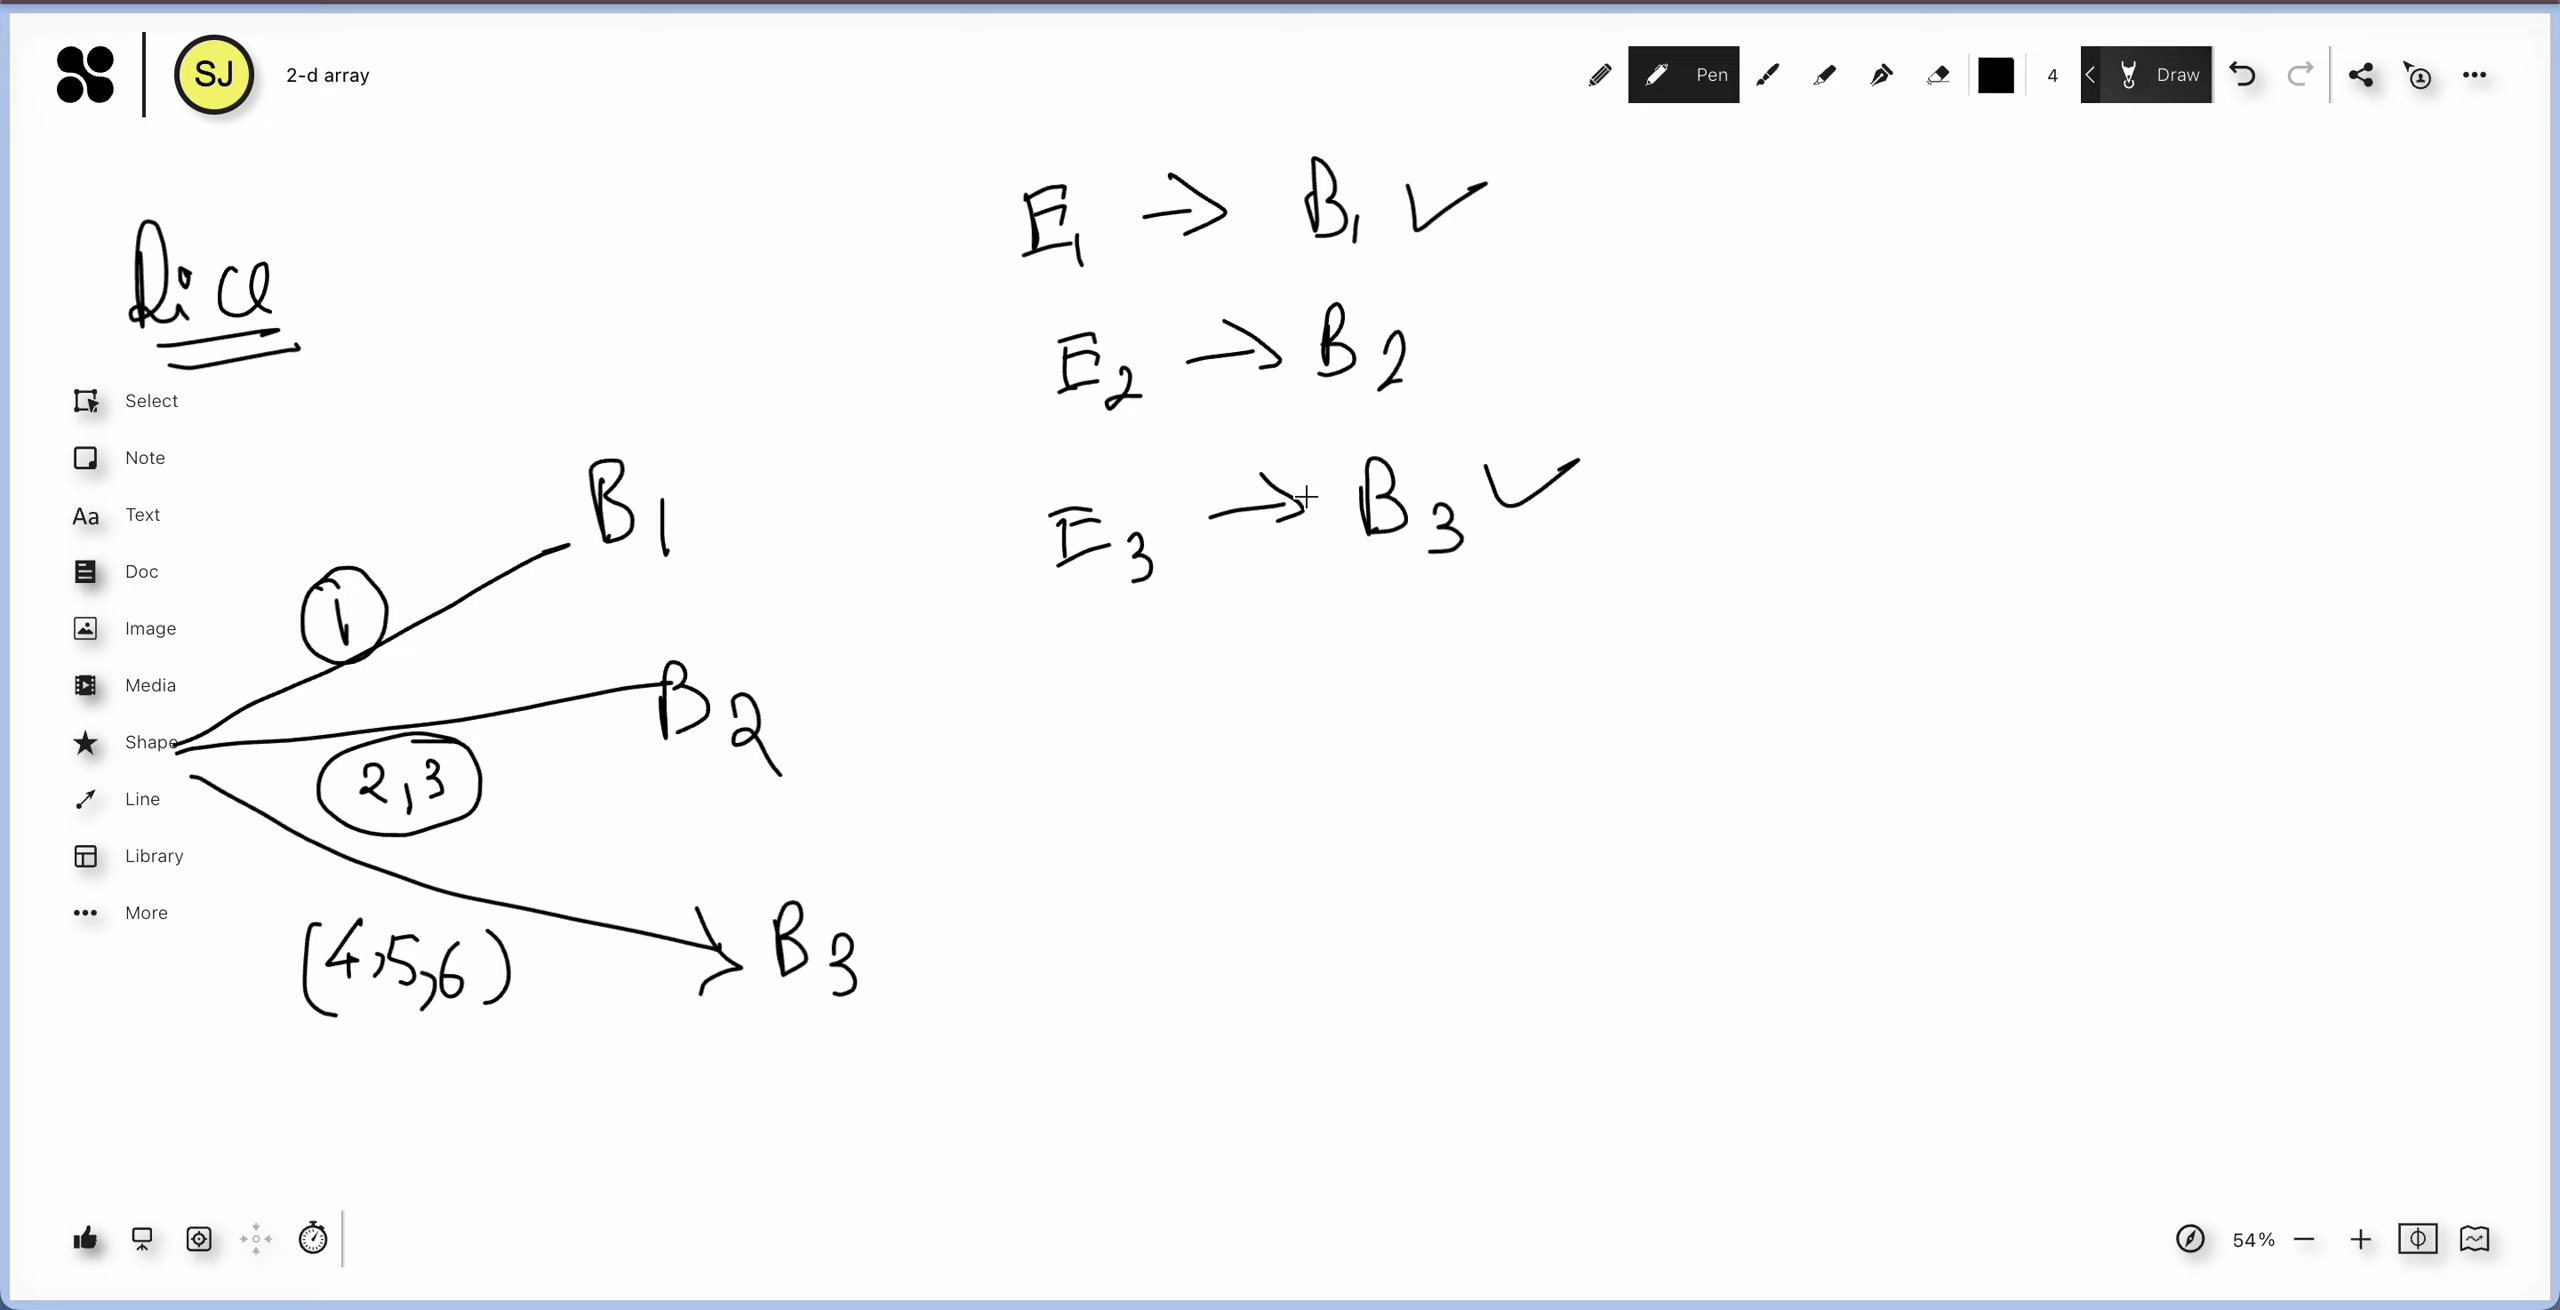 SJ 2-d array Pen 4 Draw
Dice
Select
Note
Text
Doc
Image
Media
Shape
Line
Library
More
1
B1
2,3
B2
(4,5,6)
B3
E1 → B1 ✓
E2 → B2
E3 → B3 ✓
54%